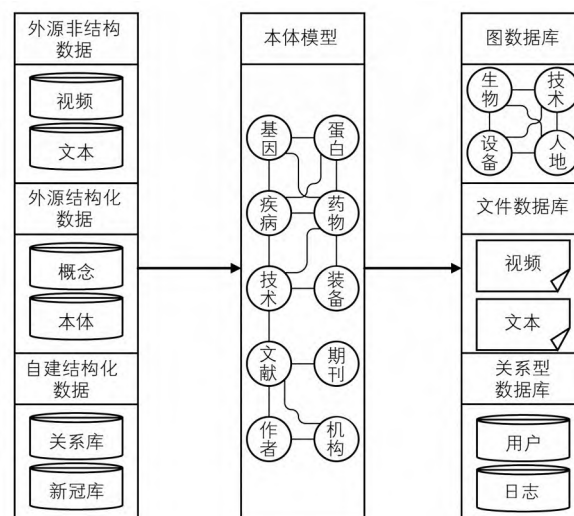 外源非结构
数据
视频
文本
外源结构化
数据
概念
本体
自建结构化
数据
关系库
新冠库
本体模型
基因
蛋白
疾病
药物
技术
装备
文献
期刊
作者
机构
图数据库
生物
技术
设备
人地
文件数据库
视频
文本
关系型
数据库
用户
日志